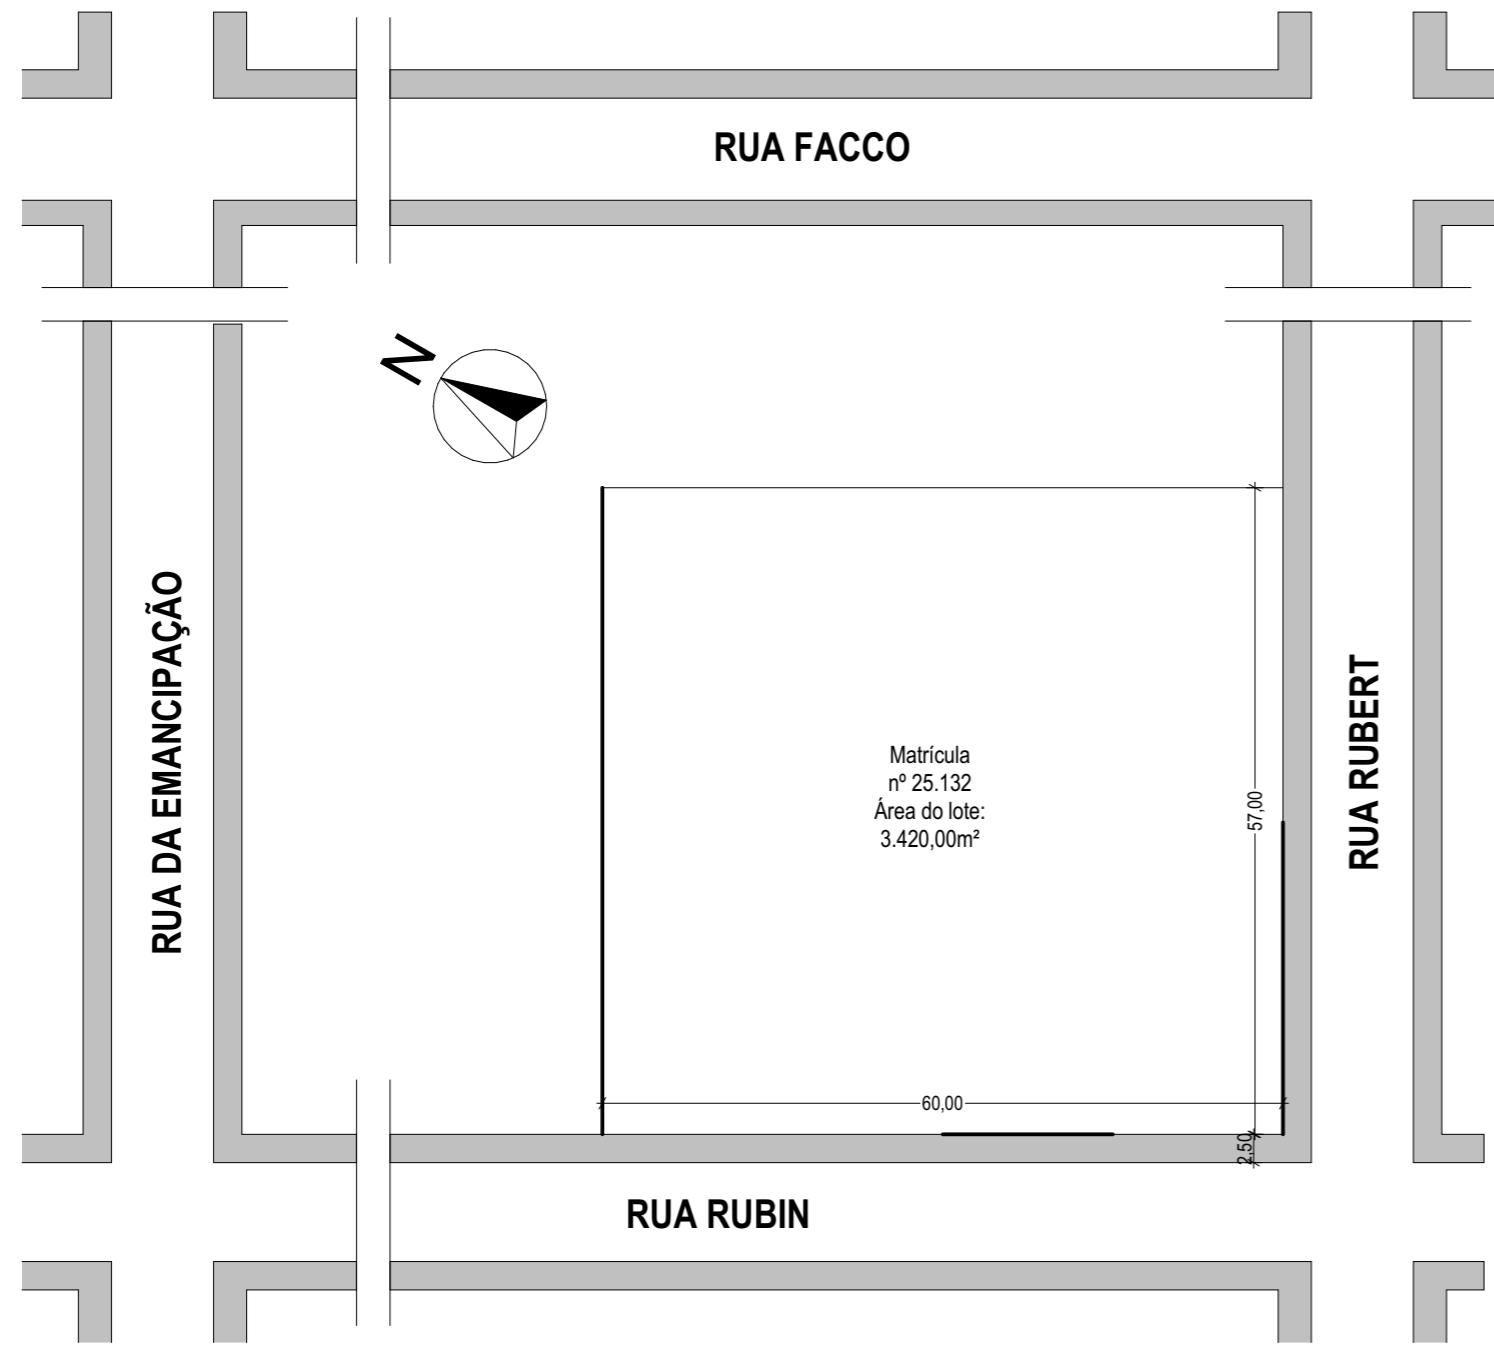 RUA FACCO
N
RUA DA EMANCIPAÇÃO
Matrícula
nº 25.132
Área do lote:
3.420,00m²
57,00
RUA RUBERT
60,00
2,50
RUA RUBIN